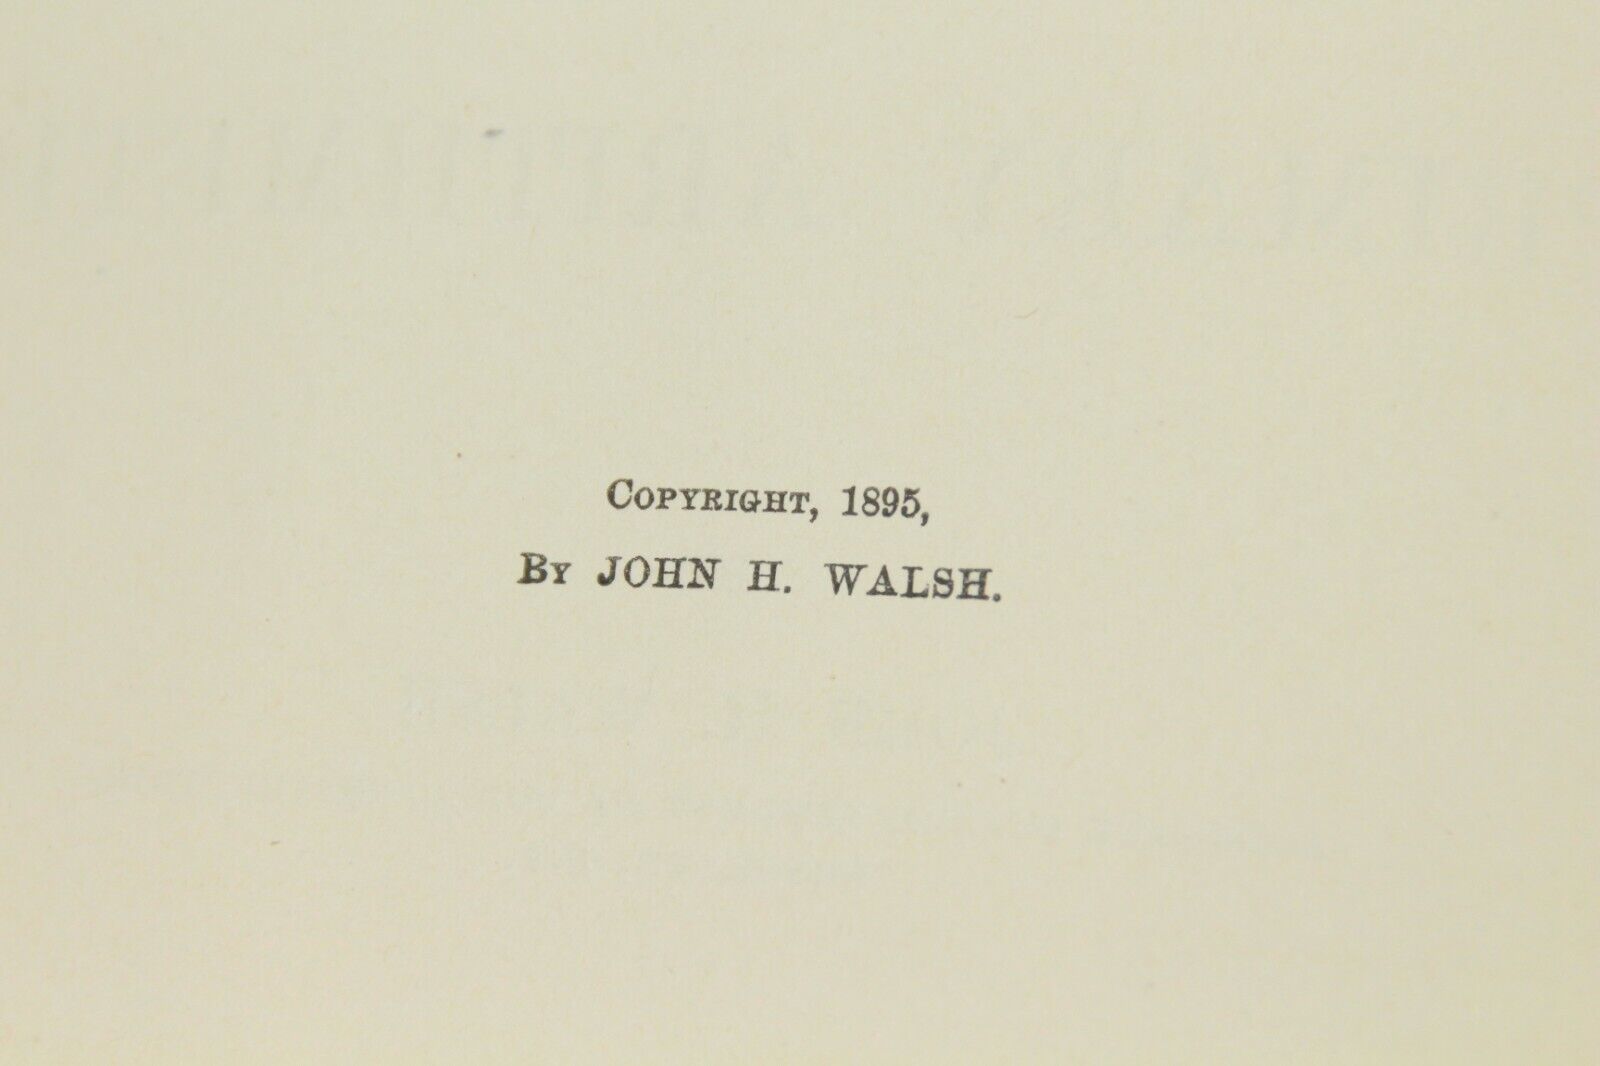 Copyright, 1895,
By JOHN H. WALSH.